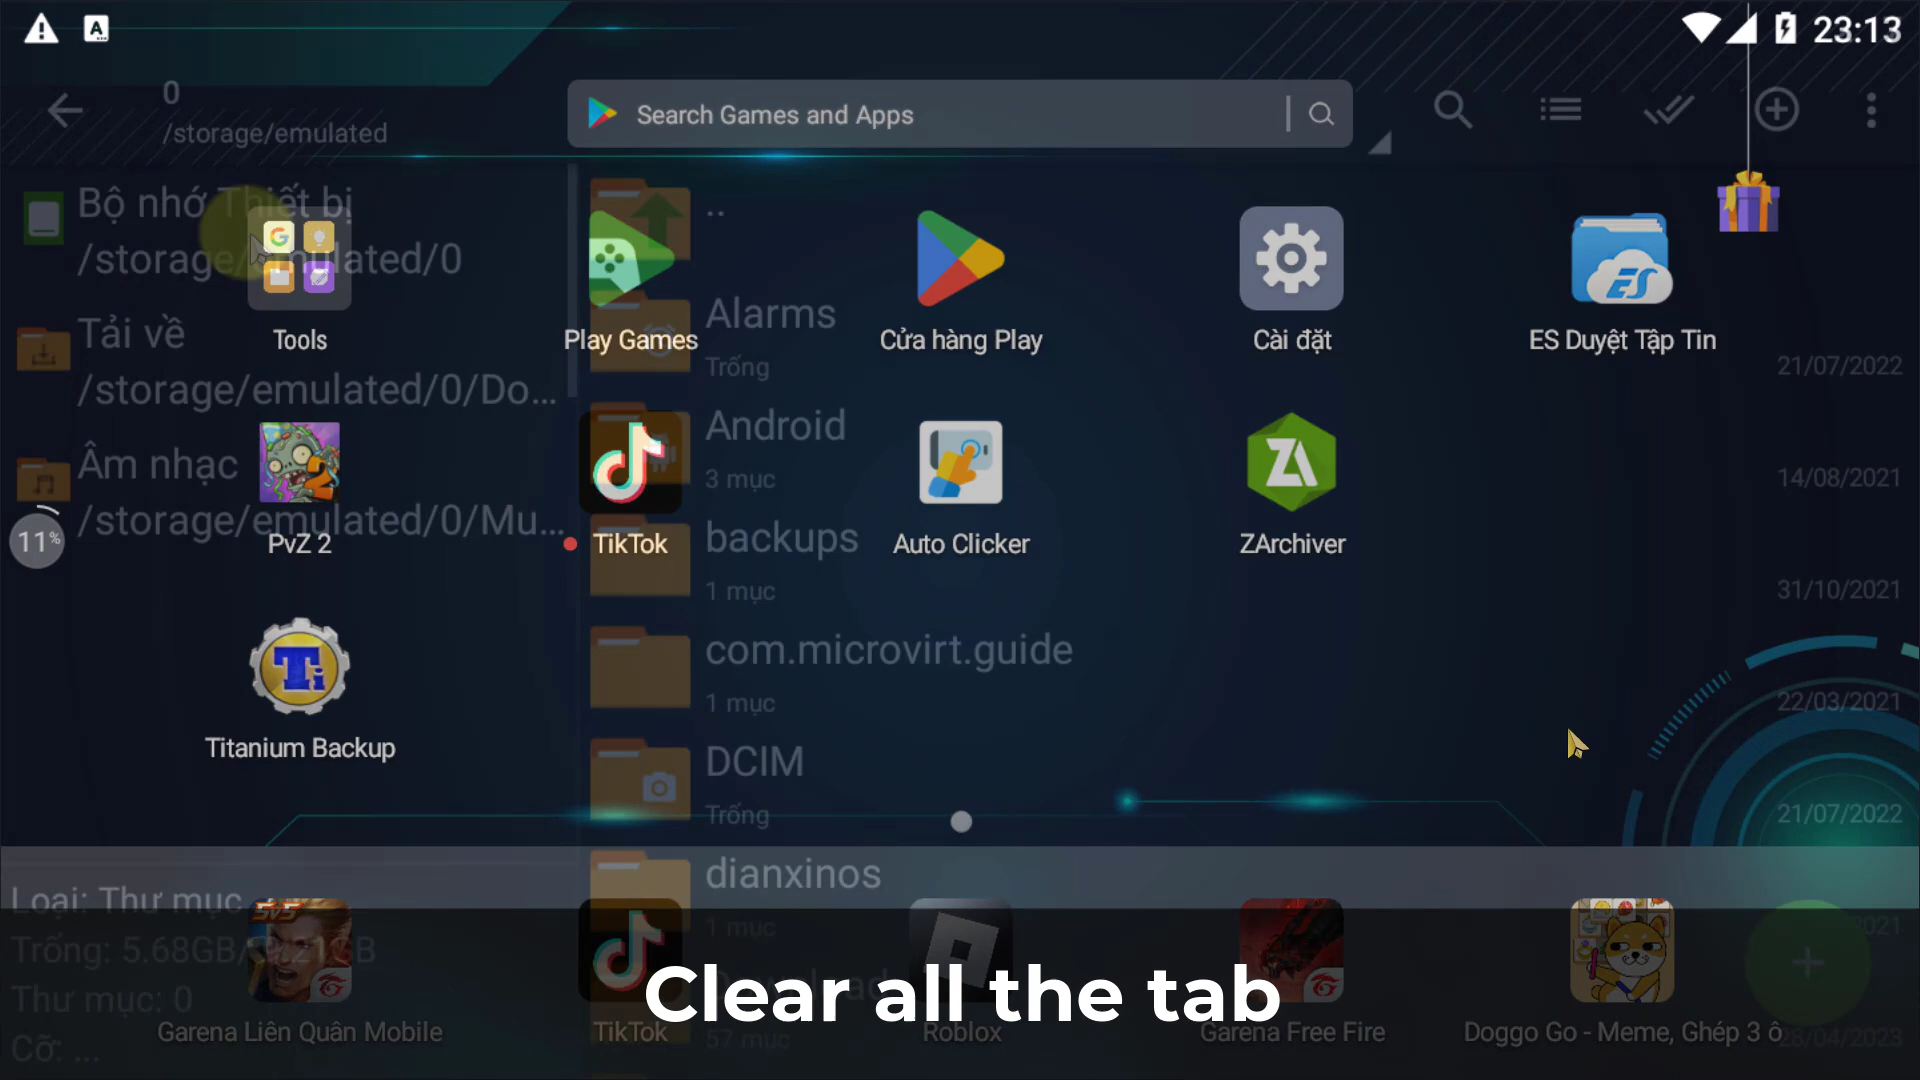 23:13
0
/storage/emulated
Search Games and Apps
Bộ nhớ Thiết bị
/storage/emulated/0
..
Tools
Play Games
Cửa hàng Play
Cài đặt
ES Duyệt Tập Tin
Tải về
/storage/emulated/0/Do...
Alarms
Trống
21/07/2022
Âm nhạc
/storage/emulated/0/Mu...
Android
3 mục
14/08/2021
11%
PvZ 2
TikTok
Auto Clicker
ZArchiver
backups
1 mục
31/10/2021
com.microvirt.guide
1 mục
22/03/2021
Titanium Backup
DCIM
Trống
21/07/2022
dianxinos
1 mục
Loại: Thư mục
Trống: 5.68GB/
Thư mục: 0
Cỡ: ...
Clear all the tab
57 mục
28/04/2023
Garena Liên Quân Mobile
TikTok
Roblox
Garena Free Fire
Doggo Go - Meme, Ghép 3 ô